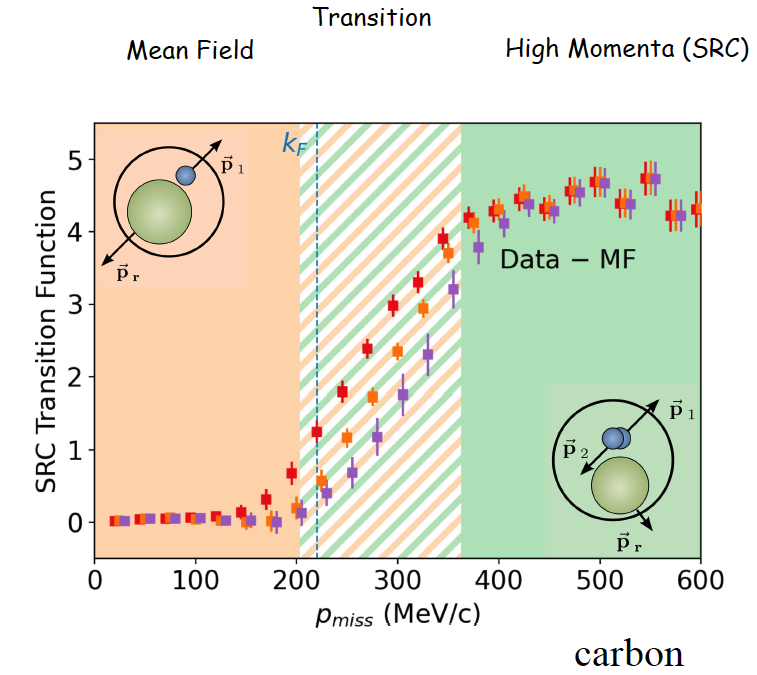 Transition
Mean Field
High Momenta (SRC)
k_F
p⃗ 1
p⃗ r
Data − MF
p⃗ 1
p⃗ 2
p⃗ r
SRC Transition Function
5
4
3
2
1
0
0 100 200 300 400 500 600
p_miss (MeV/c)
carbon